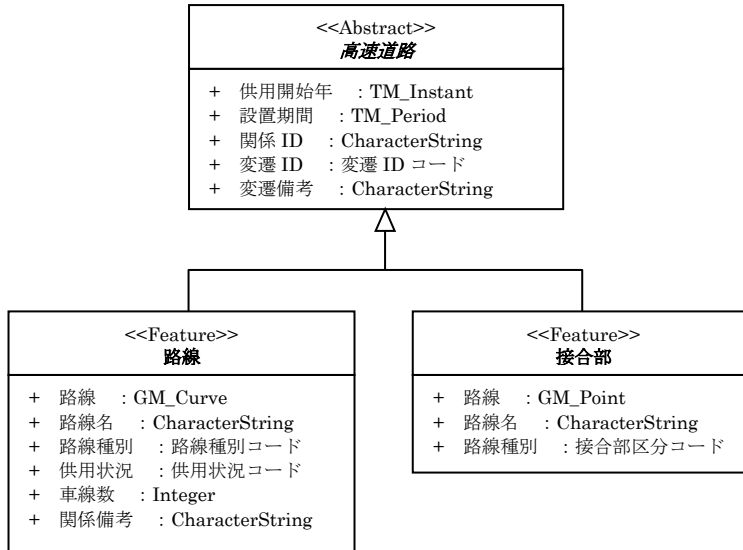 <<Abstract>>
高速道路
+ 供用開始年 : TM_Instant
+ 設置期間 : TM_Period
+ 関係 ID : CharacterString
+ 変遷 ID : 変遷 ID コード
+ 変遷備考 : CharacterString
<<Feature>>
路線
+ 路線 : GM_Curve
+ 路線名 : CharacterString
+ 路線種別 : 路線種別コード
+ 供用状況 : 供用状況コード
+ 車線数 : Integer
+ 関係備考 : CharacterString
<<Feature>>
接合部
+ 路線 : GM_Point
+ 路線名 : CharacterString
+ 路線種別 : 接合部区分コード